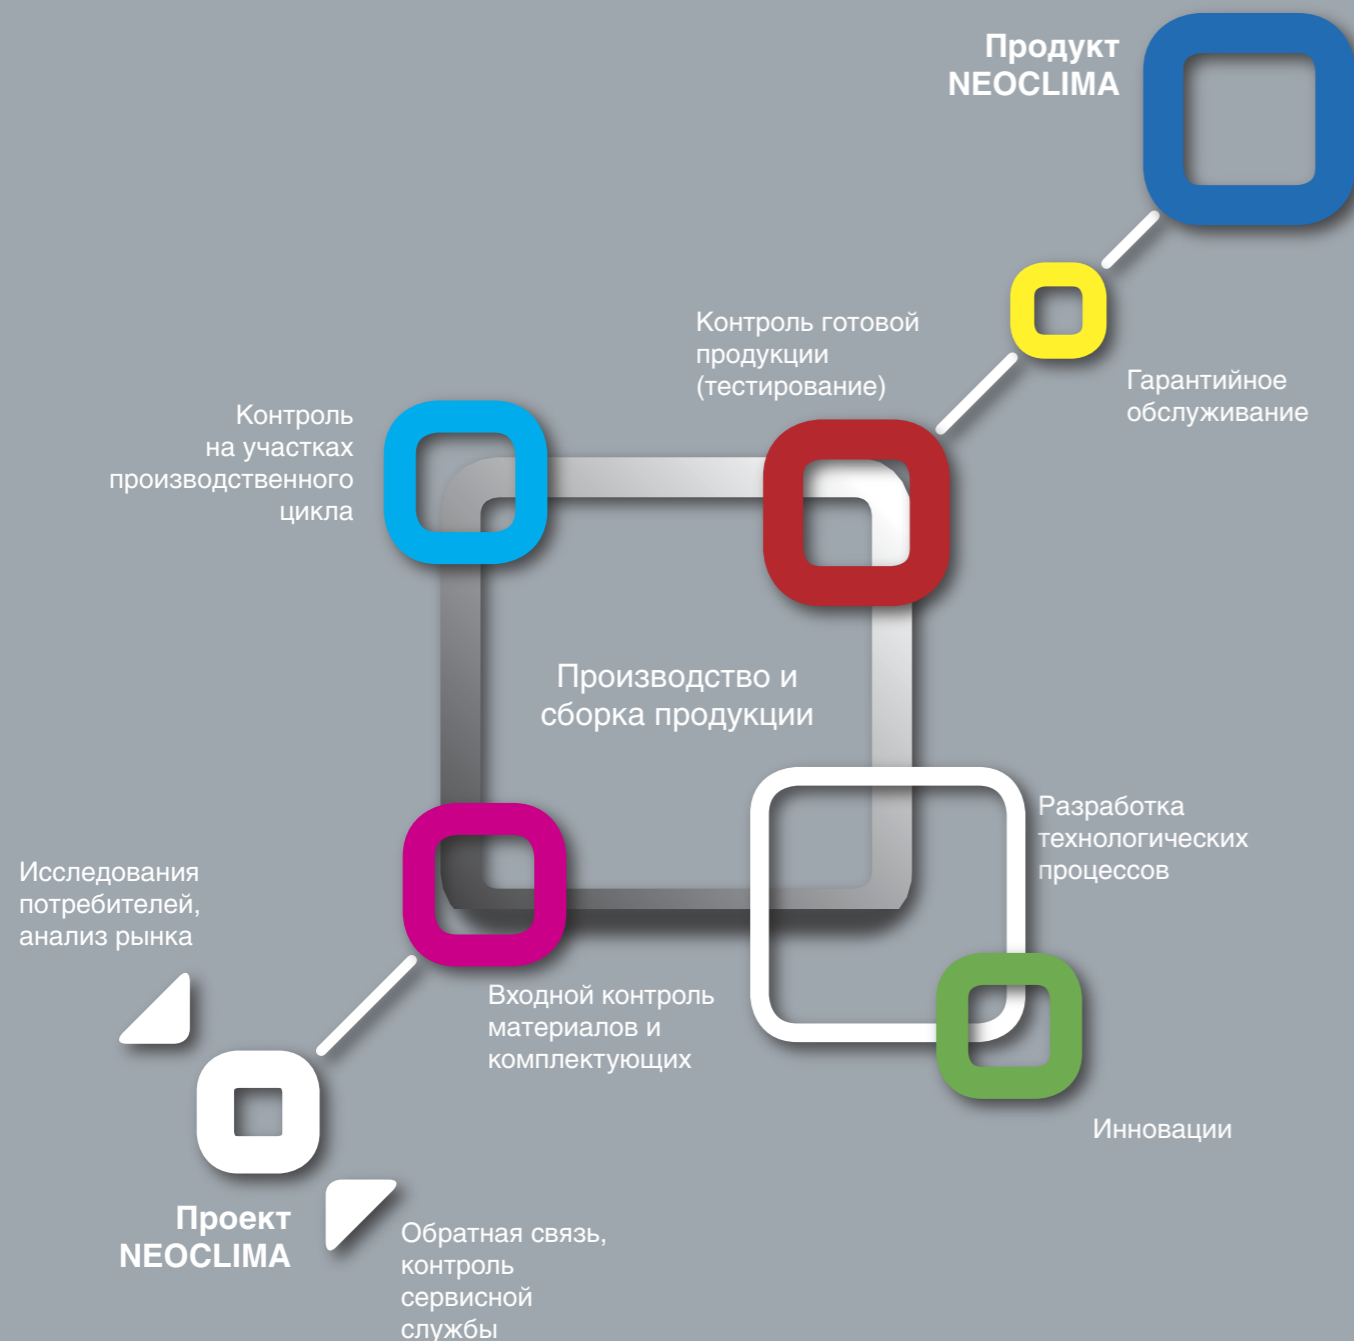 Продукт
NEOCLIMA
Контроль готовой
продукции
(тестирование)
Гарантийное
обслуживание
Контроль
на участках
производственного
цикла
Производство и
сборка продукции
Разработка
технологических
процессов
Исследования
потребителей,
анализ рынка
Входной контроль
материалов и
комплектующих
Инновации
Проект
NEOCLIMA
Обратная связь,
контроль
сервисной
службы